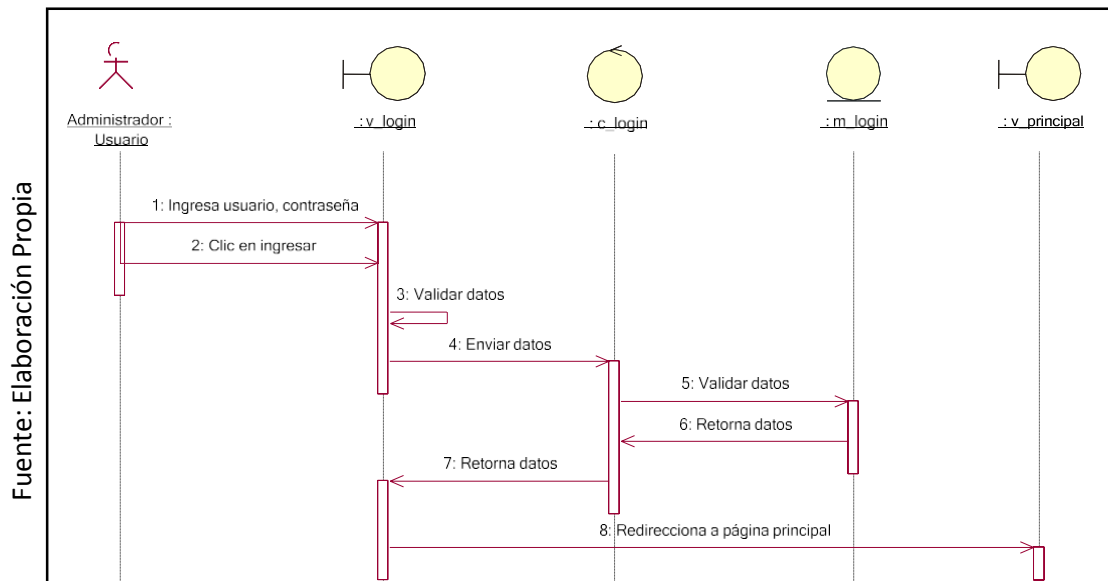 Administrador :
Usuario
: v_login
: c_login
: m_login
: v_principal
1: Ingresa usuario, contraseña
2: Clic en ingresar
3: Validar datos
4: Enviar datos
5: Validar datos
6: Retorna datos
7: Retorna datos
8: Redirecciona a página principal
Fuente: Elaboración Propia